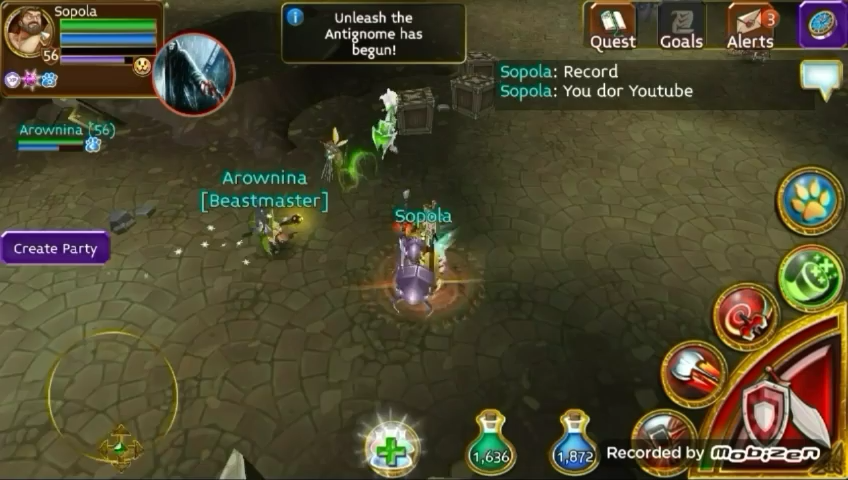 Sopola
56
Arownina (56)
Create Party
Unleash the
Antignome has
begun!
Quest
Goals
Alerts
3
Sopola: Record
Sopola: You dor Youtube
Arownina
[Beastmaster]
Sopola
1,636
1,872
Recorded by Mobizen